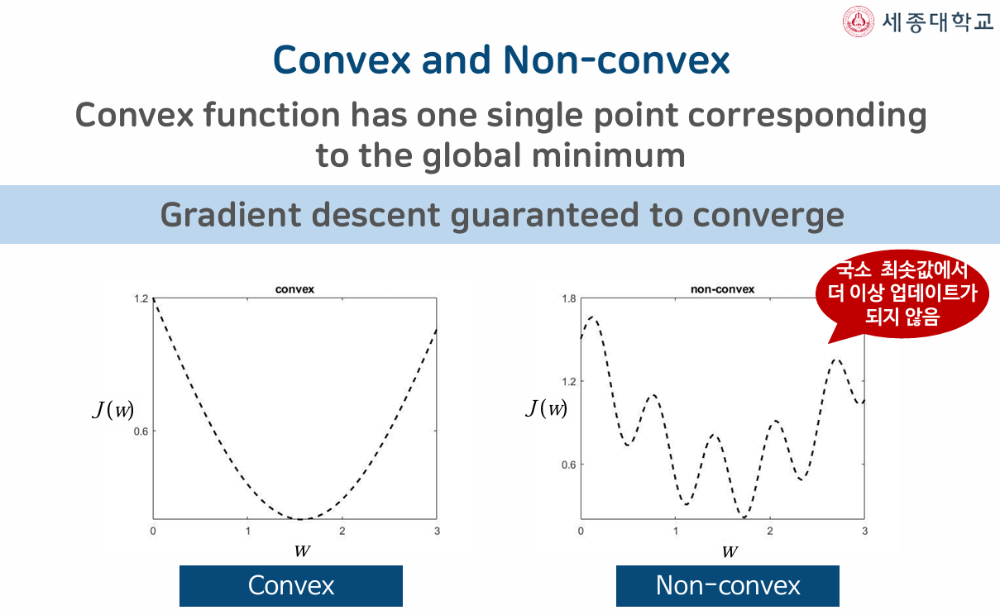 세종대학교
Convex and Non-convex
Convex function has one single point corresponding
to the global minimum
Gradient descent guaranteed to converge
국소 최솟값에서
더 이상 업데이트가
되지 않음
convex
1.2
0.6
J(w)
0 1 2 3
w
Convex
non-convex
1.8
1.2
0.6
J(w)
0 1 2 3
w
Non-convex